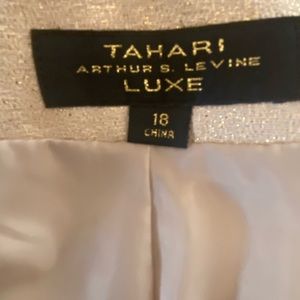 TAHARI
ARTHUR S. LEVINE
LUXE
18
CHINA